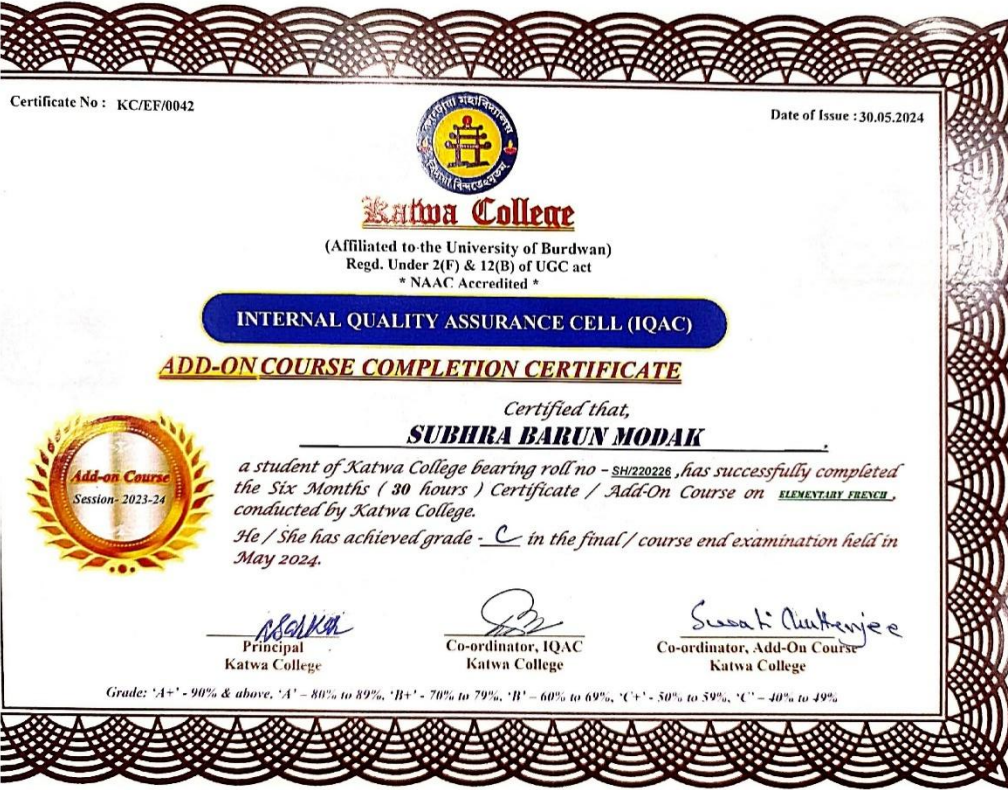 Certificate No : KC/EF/0042
Date of Issue : 30.05.2024
Katwa College
(Affiliated to the University of Burdwan)
Regd. Under 2(F) & 12(B) of UGC act
* NAAC Accredited *
INTERNAL QUALITY ASSURANCE CELL (IQAC)
ADD-ON COURSE COMPLETION CERTIFICATE
Certified that,
SUBHRA BARUN MODAK
Add-on Course
Session- 2023-24
a student of Katwa College bearing roll no - SH/220226 ,has successfully completed
the Six Months ( 30 hours ) Certificate / Add-On Course on ELEMENTARY FRENCH ,
conducted by Katwa College.
He / She has achieved grade - C in the final / course end examination held in
May 2024.
Swati Chatterjee
Principal
Katwa College
Co-ordinator, IQAC
Katwa College
Co-ordinator, Add-On Course
Katwa College
Grade: 'A+' - 90% & above, 'A' – 80% to 89%, 'B+' - 70% to 79%, 'B' – 60% to 69%, 'C+' - 50% to 59%, 'C' – 40% to 49%